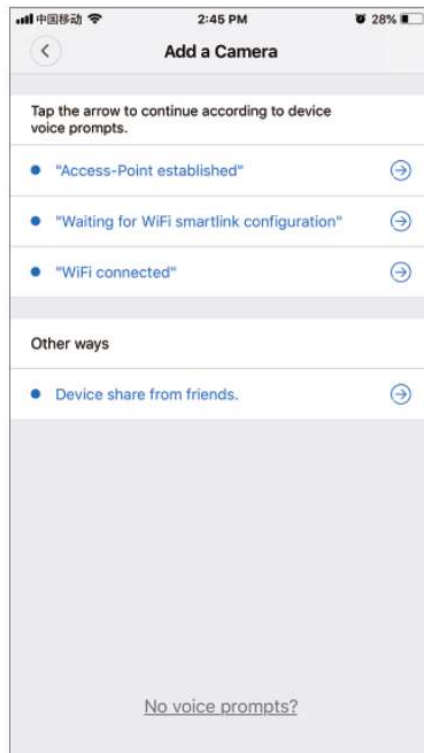 中国移动 2:45 PM 28%
Add a Camera
Tap the arrow to continue according to device
voice prompts.
"Access-Point established"
"Waiting for WiFi smartlink configuration"
"WiFi connected"
Other ways
Device share from friends.
No voice prompts?